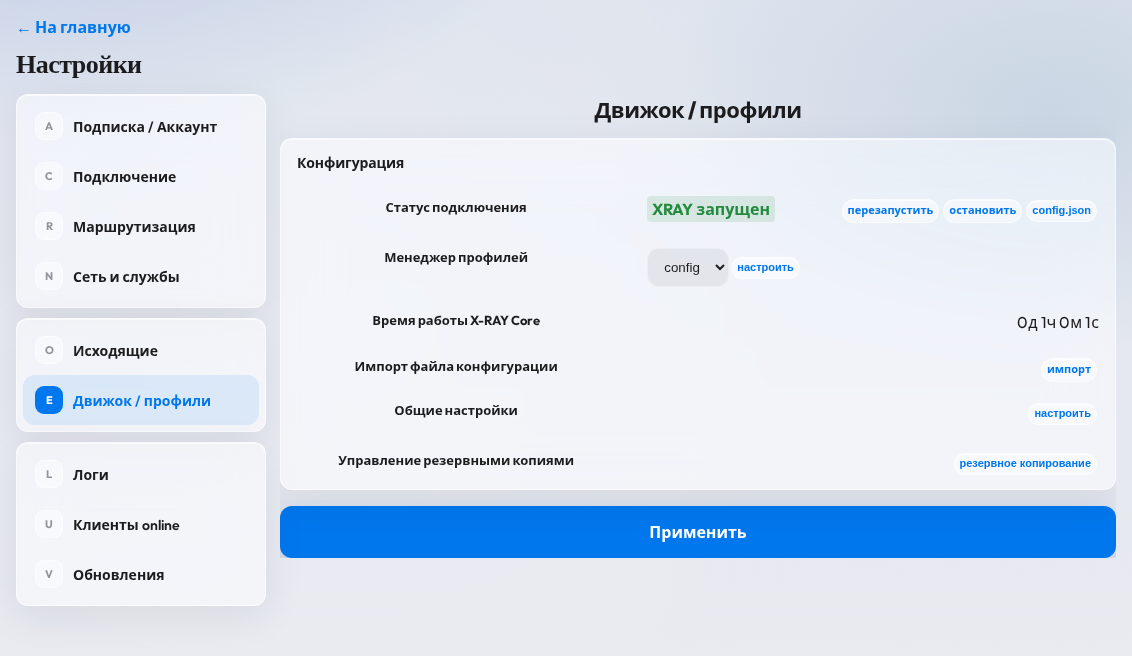 ← На главную
Настройки
A Подписка / Аккаунт
C Подключение
R Маршрутизация
N Сеть и службы
O Исходящие
E Движок / профили
L Логи
U Клиенты online
V Обновления
Движок / профили
Конфигурация
Статус подключения XRAY запущен перезапустить остановить config.json
Менеджер профилей config настроить
Время работы X-RAY Core 0д 1ч 0м 1с
Импорт файла конфигурации импорт
Общие настройки настроить
Управление резервными копиями резервное копирование
Применить